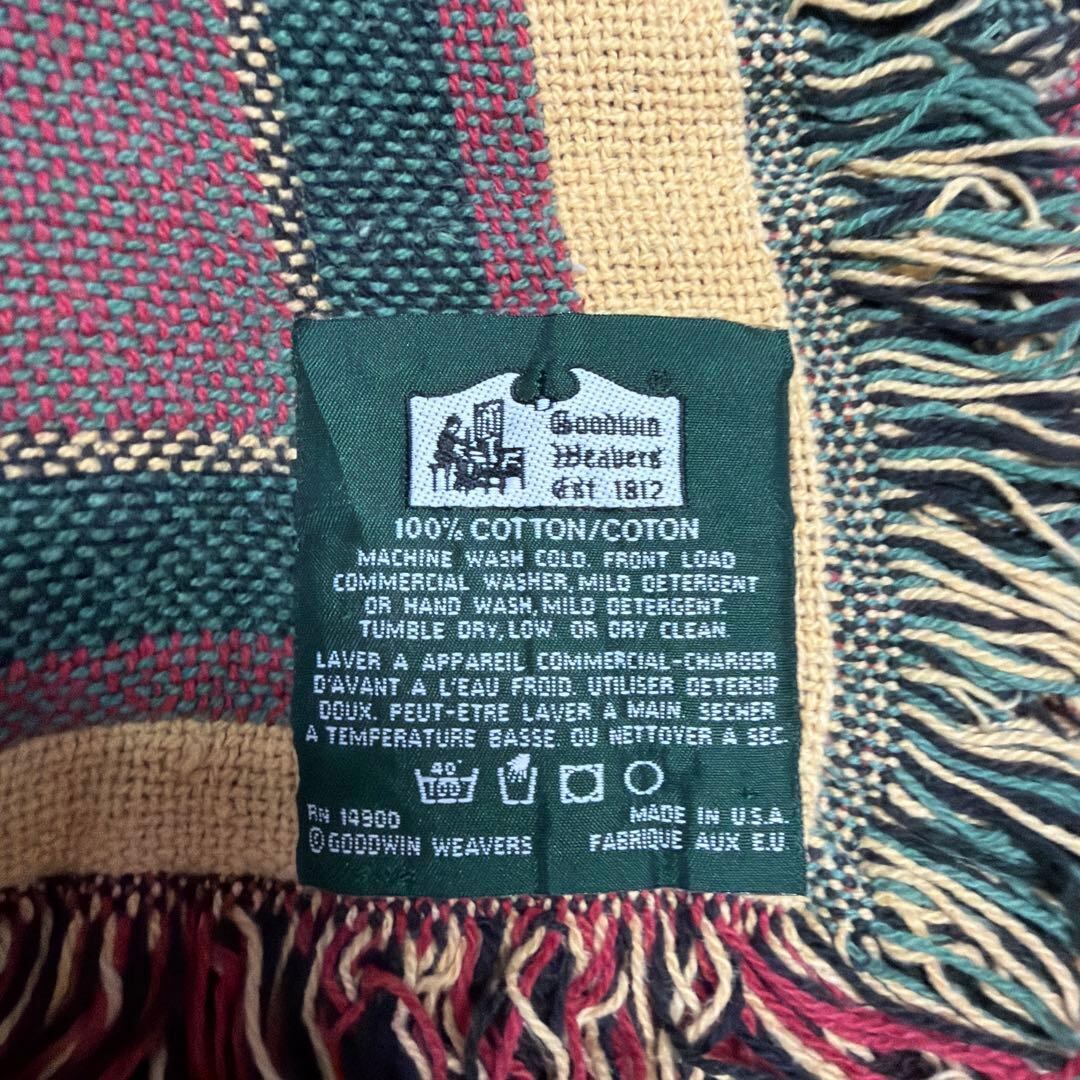 Goodwin
Weavers
Est 1812
®
100% COTTON/COTON
MACHINE WASH COLD. FRONT LOAD
COMMERCIAL WASHER, MILD DETERGENT
OR HAND WASH, MILD DETERGENT.
TUMBLE DRY, LOW. OR DRY CLEAN.
LAVER A APPAREIL COMMERCIAL-CHARGER
D'AVANT A L'EAU FROID. UTILISER DETERSIF
DOUX. PEUT-ETRE LAVER A MAIN. SECHER
A TEMPERATURE BASSE. OU NETTOYER A SEC.
40°
RN 14900
MADE IN U.S.A.
© GOODWIN WEAVERS
FABRIQUE AUX E.U.